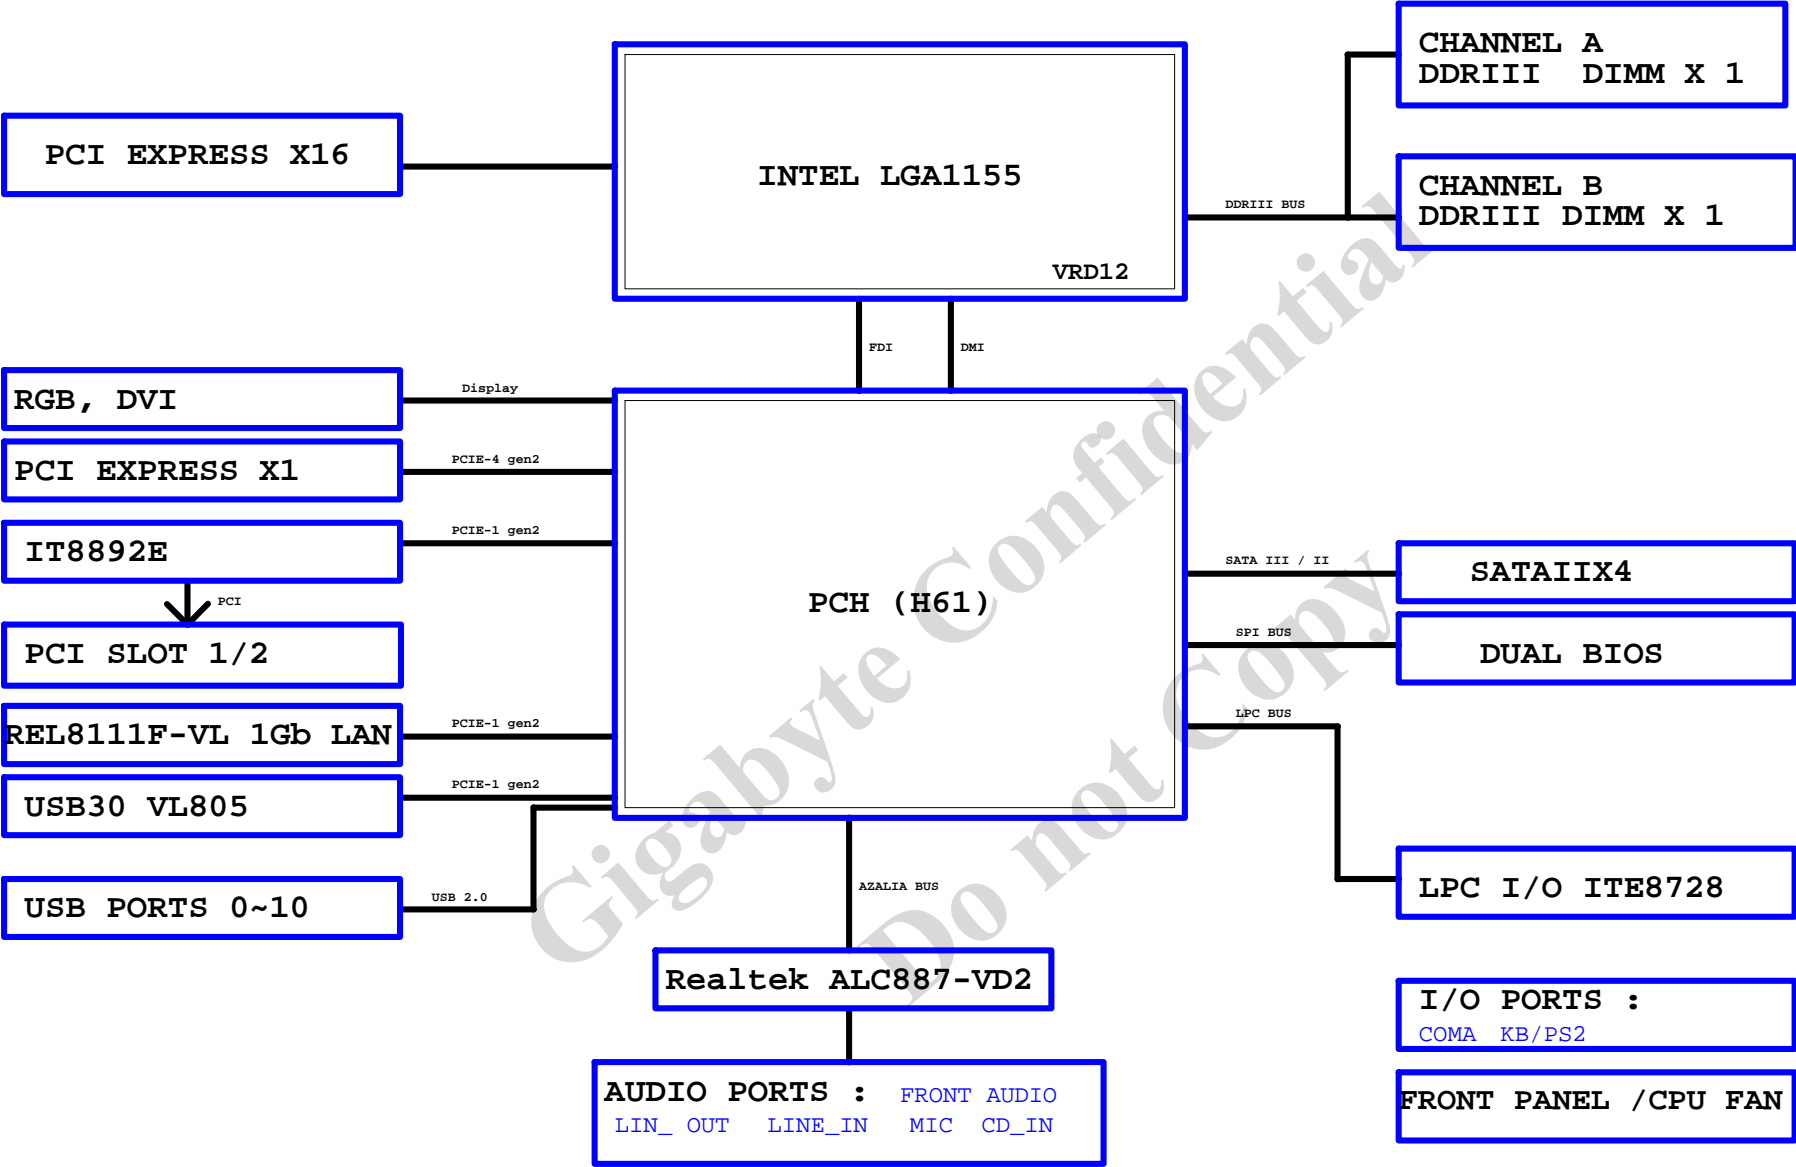 CHANNEL A
DDRIII DIMM X 1
PCI EXPRESS X16
INTEL LGA1155
CHANNEL B
DDRIII DIMM X 1
DDRIII BUS
VRD12
FDI
DMI
RGB, DVI
Display
PCI EXPRESS X1
PCIE-4 gen2
IT8892E
PCIE-1 gen2
PCI
PCI SLOT 1/2
PCH (H61)
SATA III / II
SATAIIX4
SPI BUS
DUAL BIOS
REL8111F-VL 1Gb LAN
PCIE-1 gen2
LPC BUS
USB30 VL805
PCIE-1 gen2
USB PORTS 0~10
USB 2.0
AZALIA BUS
LPC I/O ITE8728
Realtek ALC887-VD2
I/O PORTS :
COMA KB/PS2
AUDIO PORTS : FRONT AUDIO
LIN_ OUT LINE_IN MIC CD_IN
FRONT PANEL /CPU FAN
Gigabyte Confidential
Do not Copy